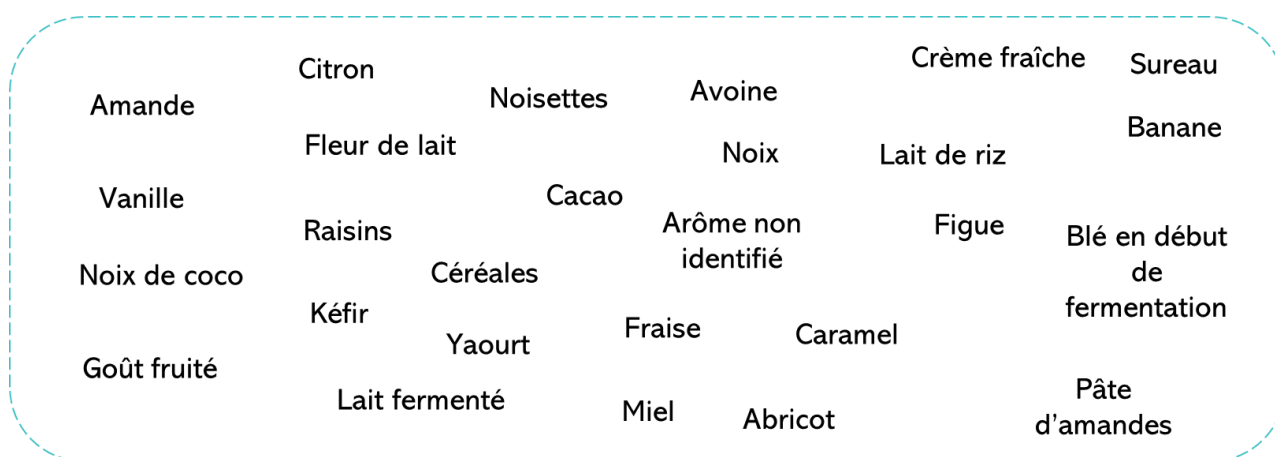 Crème fraîche
Sureau
Citron
Avoine
Noisettes
Amande
Banane
Fleur de lait
Noix
Lait de riz
Vanille
Cacao
Arôme non
identifié
Figue
Raisins
Blé en début
de
fermentation
Céréales
Noix de coco
Kéfir
Fraise
Caramel
Yaourt
Goût fruité
Lait fermenté
Miel
Abricot
Pâte
d’amandes